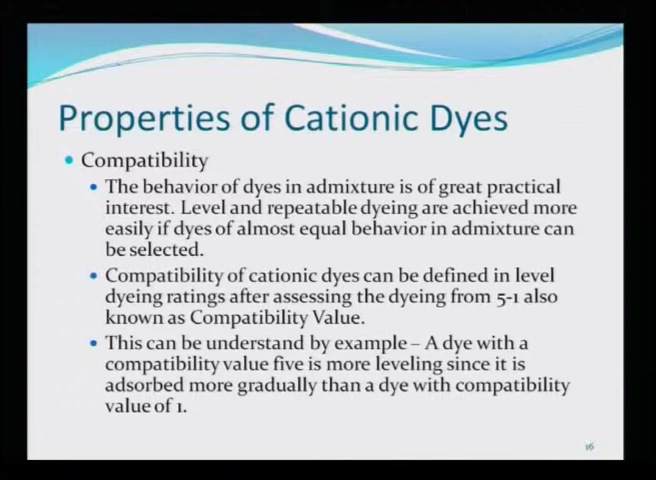 Properties of Cationic Dyes
• Compatibility
• The behavior of dyes in admixture is of great practical
interest. Level and repeatable dyeing are achieved more
easily if dyes of almost equal behavior in admixture can
be selected.
• Compatibility of cationic dyes can be defined in level
dyeing ratings after assessing the dyeing from 5-1 also
known as Compatibility Value.
• This can be understand by example – A dye with a
compatibility value five is more leveling since it is
adsorbed more gradually than a dye with compatibility
value of 1.
16